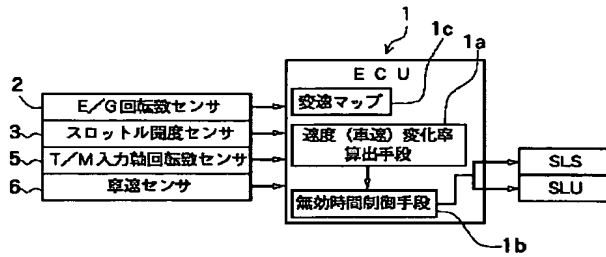 1
1c
1a
ECU
2
E/G回転数センサ
変速マップ
3
スロットル開度センサ
速度(車速)変化率
算出手段
5
T/M入力軸回転数センサ
6
車速センサ
SLS
SLU
無効時間制御手段
1b